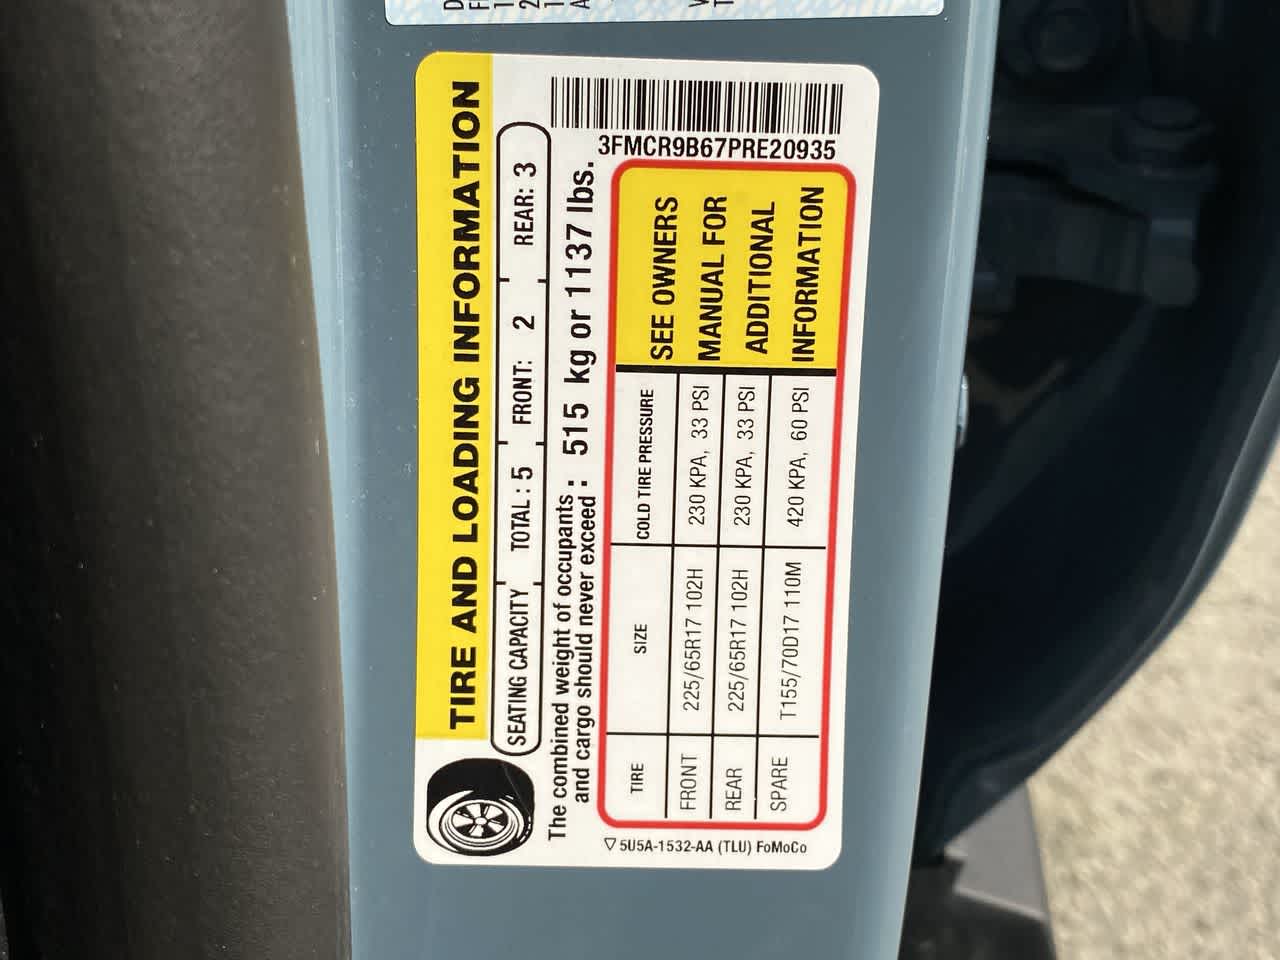 TIRE AND LOADING INFORMATION
SEATING CAPACITY TOTAL : 5 FRONT: 2 REAR: 3
The combined weight of occupants
and cargo should never exceed : 515 kg or 1137 lbs.
3FMCR9B67PRE20935
TIRE SIZE COLD TIRE PRESSURE
FRONT 225/65R17 102H 230 KPA, 33 PSI
REAR 225/65R17 102H 230 KPA, 33 PSI
SPARE T155/70D17 110M 420 KPA, 60 PSI
SEE OWNERS
MANUAL FOR
ADDITIONAL
INFORMATION
▽ 5U5A-1532-AA (TLU) FoMoCo